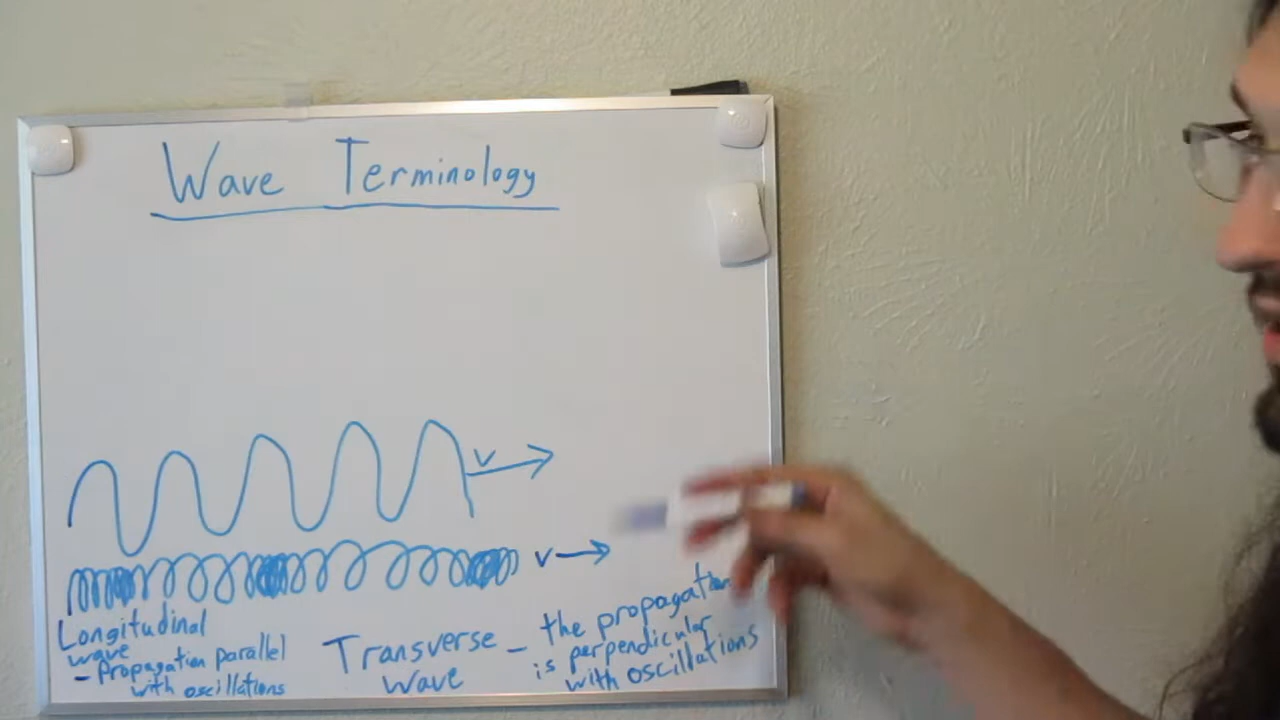 Wave Terminology
v
v
Longitudinal
wave
- Propagation parallel
with oscillations
Transverse
wave
- the propagation
is perpendicular
with oscillations